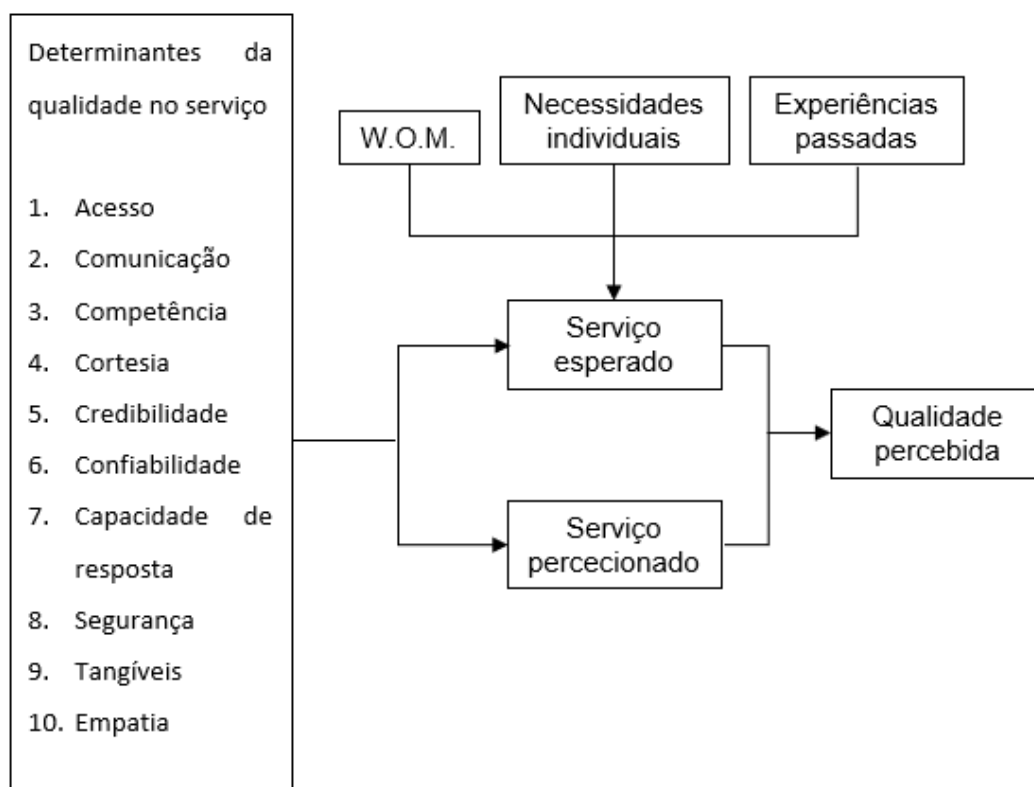 Determinantes da
qualidade no serviço
1. Acesso
2. Comunicação
3. Competência
4. Cortesia
5. Credibilidade
6. Confiabilidade
7. Capacidade de
resposta
8. Segurança
9. Tangíveis
10. Empatia
W.O.M.
Necessidades
individuais
Experiências
passadas
Serviço
esperado
Serviço
percecionado
Qualidade
percebida